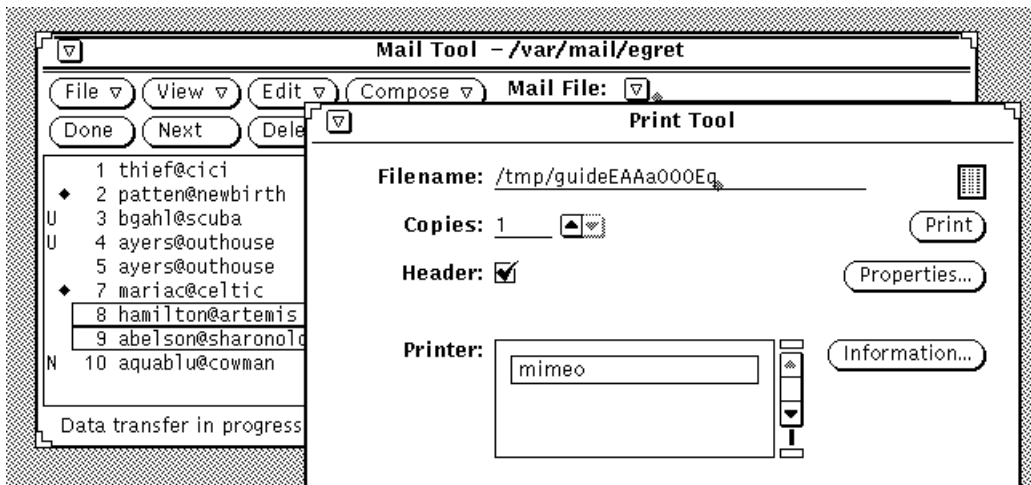 Mail Tool – /var/mail/egret
File View Edit Compose Mail File:
Done Next Dele
Print Tool
1 thief@cici
2 patten@newbirth
U 3 bgahl@scuba
U 4 ayers@outhouse
5 ayers@outhouse
7 mariac@celtic
8 hamilton@artemis
9 abelson@sharonolo
N 10 aquablu@cowman
Data transfer in progress
Filename: /tmp/guideEAAa000Eq
Copies: 1
Print
Header:
Properties...
Printer: mimeo
Information...